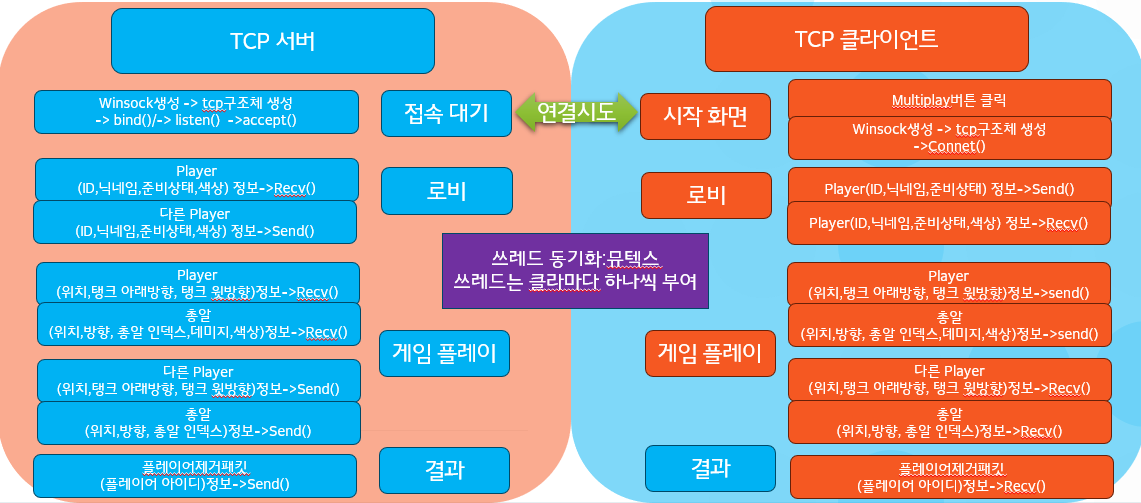 TCP 서버
Winsock생성 -> tcp구조체 생성
-> bind()/-> listen() ->accept()
접속 대기
Player
(ID,닉네임,준비상태,색상) 정보->Recv()
다른 Player
(ID,닉네임,준비상태,색상) 정보->Send()
로비
Player
(위치,탱크 아래방향, 탱크 윗방향)정보->Recv()
총알
(위치,방향, 총알 인덱스,데미지,색상)정보->Recv()
다른 Player
(위치,탱크 아래방향, 탱크 윗방향)정보->Send()
총알
(위치,방향, 총알 인덱스)정보->Send()
게임 플레이
플레이어제거패킷
(플레이어 아이디)정보->Send()
결과
연결시도
쓰레드 동기화:뮤텍스
쓰레드는 클라마다 하나씩 부여
TCP 클라이언트
시작 화면
Multiplay버튼 클릭
Winsock생성 -> tcp구조체 생성
->Connet()
로비
Player(ID,닉네임,준비상태) 정보->Send()
Player(ID,닉네임,준비상태,색상) 정보->Recv()
게임 플레이
Player
(위치,탱크 아래방향, 탱크 윗방향)정보->send()
총알
(위치,방향, 총알 인덱스,데미지,색상)정보->send()
다른 Player
(위치,탱크 아래방향, 탱크 윗방향)정보->Recv()
총알
(위치,방향, 총알 인덱스)정보->Recv()
결과
플레이어제거패킷
(플레이어 아이디)정보->Recv()